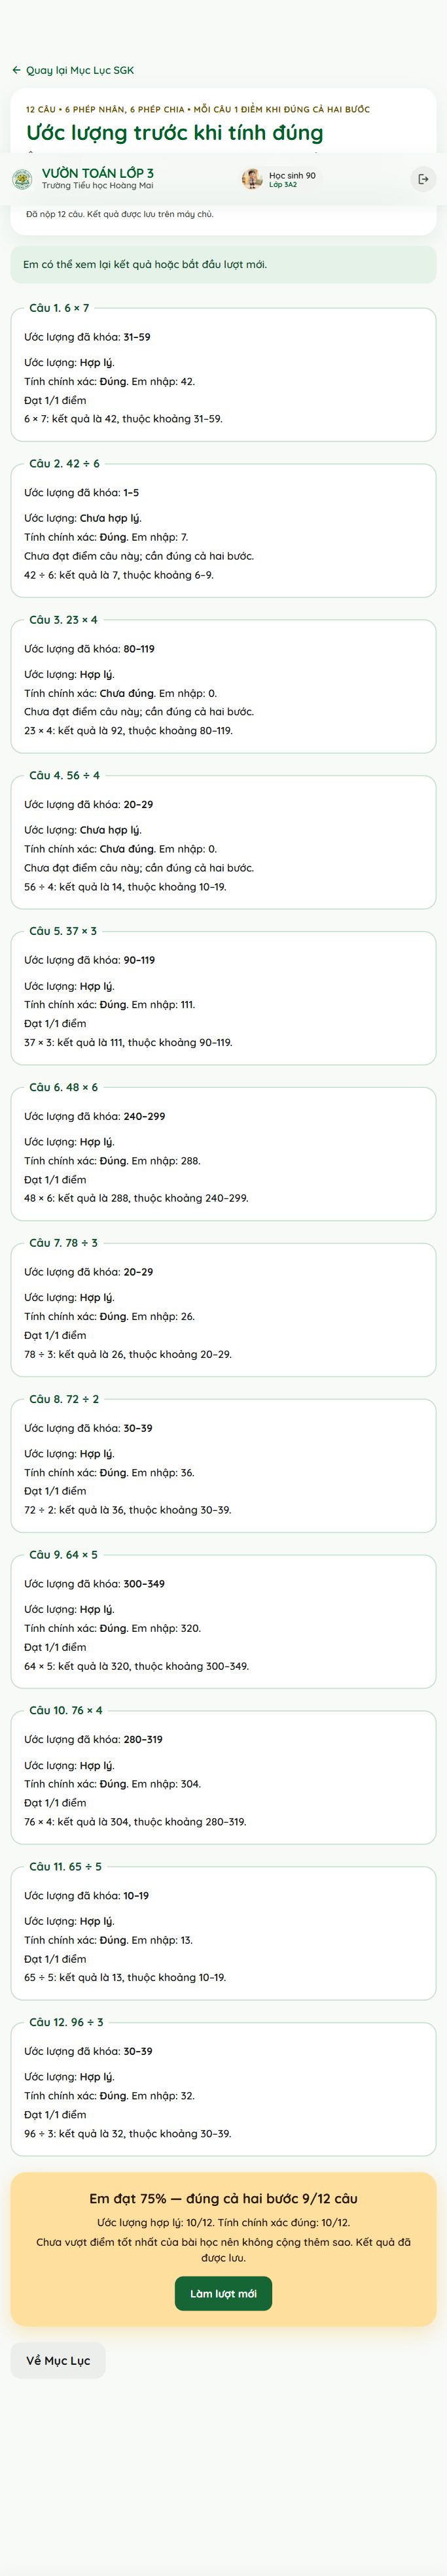 ← Quay lại Mục Lục SGK
12 CÂU • 6 PHÉP NHÂN, 6 PHÉP CHIA • MỖI CÂU 1 ĐIỂM KHI ĐÚNG CẢ HAI BƯỚC
Ước lượng trước khi tính đúng
VƯỜN TOÁN LỚP 3
Trường Tiểu học Hoàng Mai
Học sinh 90
Lớp 3A2
Đã nộp 12 câu. Kết quả được lưu trên máy chủ.
Em có thể xem lại kết quả hoặc bắt đầu lượt mới.
Câu 1. 6 × 7
Ước lượng đã khóa: 31–59
Ước lượng: Hợp lý.
Tính chính xác: Đúng. Em nhập: 42.
Đạt 1/1 điểm
6 × 7: kết quả là 42, thuộc khoảng 31–59.
Câu 2. 42 ÷ 6
Ước lượng đã khóa: 1–5
Ước lượng: Chưa hợp lý.
Tính chính xác: Đúng. Em nhập: 7.
Chưa đạt điểm câu này; cần đúng cả hai bước.
42 ÷ 6: kết quả là 7, thuộc khoảng 6–9.
Câu 3. 23 × 4
Ước lượng đã khóa: 80–119
Ước lượng: Hợp lý.
Tính chính xác: Chưa đúng. Em nhập: 0.
Chưa đạt điểm câu này; cần đúng cả hai bước.
23 × 4: kết quả là 92, thuộc khoảng 80–119.
Câu 4. 56 ÷ 4
Ước lượng đã khóa: 20–29
Ước lượng: Chưa hợp lý.
Tính chính xác: Chưa đúng. Em nhập: 0.
Chưa đạt điểm câu này; cần đúng cả hai bước.
56 ÷ 4: kết quả là 14, thuộc khoảng 10–19.
Câu 5. 37 × 3
Ước lượng đã khóa: 90–119
Ước lượng: Hợp lý.
Tính chính xác: Đúng. Em nhập: 111.
Đạt 1/1 điểm
37 × 3: kết quả là 111, thuộc khoảng 90–119.
Câu 6. 48 × 6
Ước lượng đã khóa: 240–299
Ước lượng: Hợp lý.
Tính chính xác: Đúng. Em nhập: 288.
Đạt 1/1 điểm
48 × 6: kết quả là 288, thuộc khoảng 240–299.
Câu 7. 78 ÷ 3
Ước lượng đã khóa: 20–29
Ước lượng: Hợp lý.
Tính chính xác: Đúng. Em nhập: 26.
Đạt 1/1 điểm
78 ÷ 3: kết quả là 26, thuộc khoảng 20–29.
Câu 8. 72 ÷ 2
Ước lượng đã khóa: 30–39
Ước lượng: Hợp lý.
Tính chính xác: Đúng. Em nhập: 36.
Đạt 1/1 điểm
72 ÷ 2: kết quả là 36, thuộc khoảng 30–39.
Câu 9. 64 × 5
Ước lượng đã khóa: 300–349
Ước lượng: Hợp lý.
Tính chính xác: Đúng. Em nhập: 320.
Đạt 1/1 điểm
64 × 5: kết quả là 320, thuộc khoảng 300–349.
Câu 10. 76 × 4
Ước lượng đã khóa: 280–319
Ước lượng: Hợp lý.
Tính chính xác: Đúng. Em nhập: 304.
Đạt 1/1 điểm
76 × 4: kết quả là 304, thuộc khoảng 280–319.
Câu 11. 65 ÷ 5
Ước lượng đã khóa: 10–19
Ước lượng: Hợp lý.
Tính chính xác: Đúng. Em nhập: 13.
Đạt 1/1 điểm
65 ÷ 5: kết quả là 13, thuộc khoảng 10–19.
Câu 12. 96 ÷ 3
Ước lượng đã khóa: 30–39
Ước lượng: Hợp lý.
Tính chính xác: Đúng. Em nhập: 32.
Đạt 1/1 điểm
96 ÷ 3: kết quả là 32, thuộc khoảng 30–39.
Em đạt 75% — đúng cả hai bước 9/12 câu
Ước lượng hợp lý: 10/12. Tính chính xác đúng: 10/12.
Chưa vượt điểm tốt nhất của bài học nên không cộng thêm sao. Kết quả đã
được lưu.
Làm lượt mới
Về Mục Lục